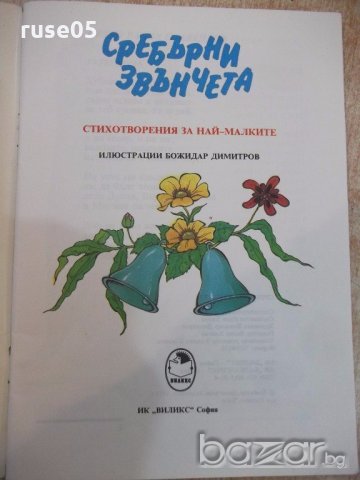 ruse05
СРЕБЪРНИ
ЗВЪНЧЕТА
СТИХОТВОРЕНИЯ ЗА НАЙ-МАЛКИТЕ
ИЛЮСТРАЦИИ БОЖИДАР ДИМИТРОВ
ВИЛИКС
ИК „ВИЛИКС“ София
bazar.bg